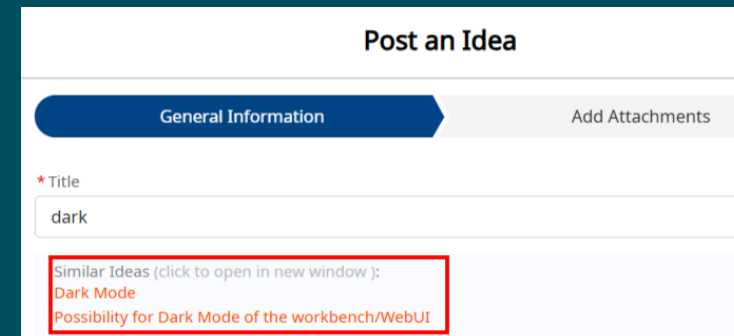 Post an Idea
General Information
Add Attachments
* Title
dark
Similar Ideas (click to open in new window ):
Dark Mode
Possibility for Dark Mode of the workbench/WebUI